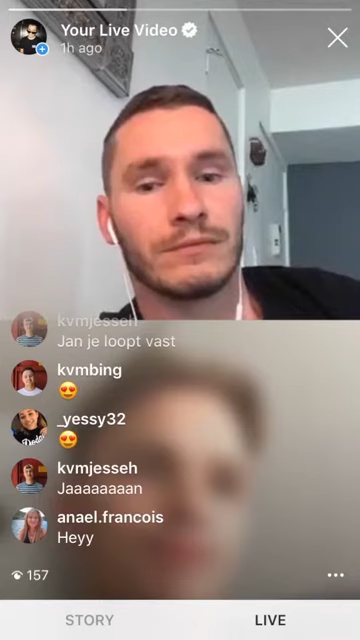 Your Live Video
1h ago
kvmjesseh
Jan je loopt vast
kvmbing
😍
_yessy32
😍
kvmjesseh
Jaaaaaaaan
anael.francois
Heyy
157
STORY
LIVE